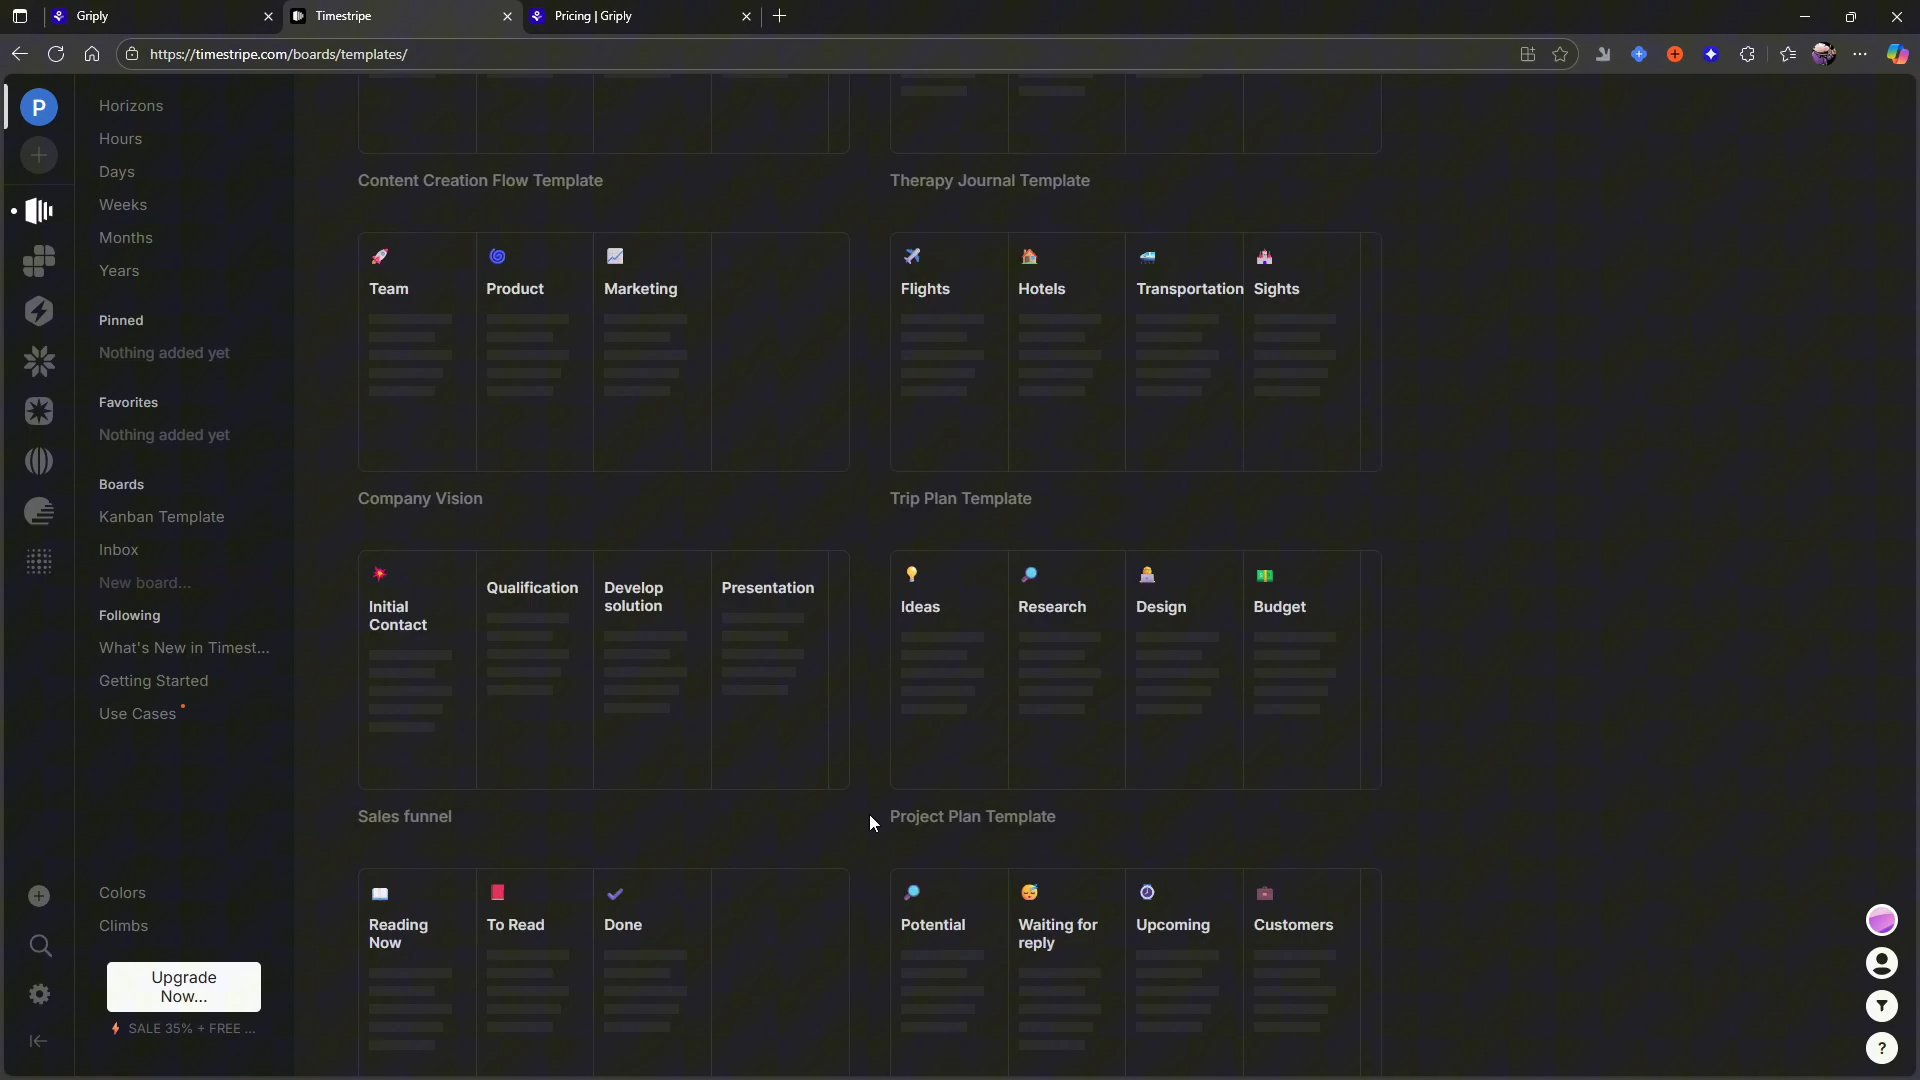 Griply
Timestripe
Pricing | Griply
https://timestripe.com/boards/templates/
P
Horizons
Hours
Days
Weeks
Months
Years
Pinned
Nothing added yet
Favorites
Nothing added yet
Boards
Kanban Template
Inbox
New board...
Following
What's New in Timest...
Getting Started
Use Cases
Colors
Climbs
Upgrade
Now...
SALE 35% + FREE ...
Content Creation Flow Template
Therapy Journal Template
Team
Product
Marketing
Flights
Hotels
Transportation
Sights
Company Vision
Trip Plan Template
Initial
Contact
Qualification
Develop
solution
Presentation
Ideas
Research
Design
Budget
Sales funnel
Project Plan Template
Reading
Now
To Read
Done
Potential
Waiting for
reply
Upcoming
Customers
?